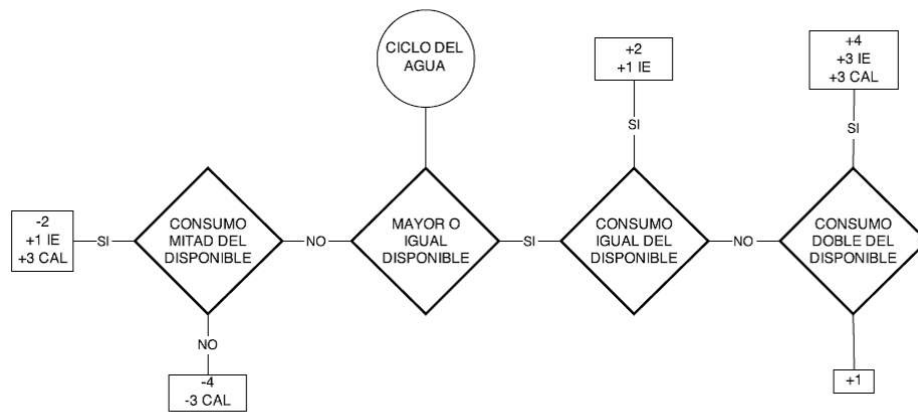 CICLO DEL
AGUA
+2
+1 IE
+4
+3 IE
+3 CAL
SI
SI
-2
+1 IE
+3 CAL
SI
CONSUMO
MITAD DEL
DISPONIBLE
NO
MAYOR O
IGUAL
DISPONIBLE
SI
CONSUMO
IGUAL DEL
DISPONIBLE
NO
CONSUMO
DOBLE DEL
DISPONIBLE
NO
-4
-3 CAL
+1